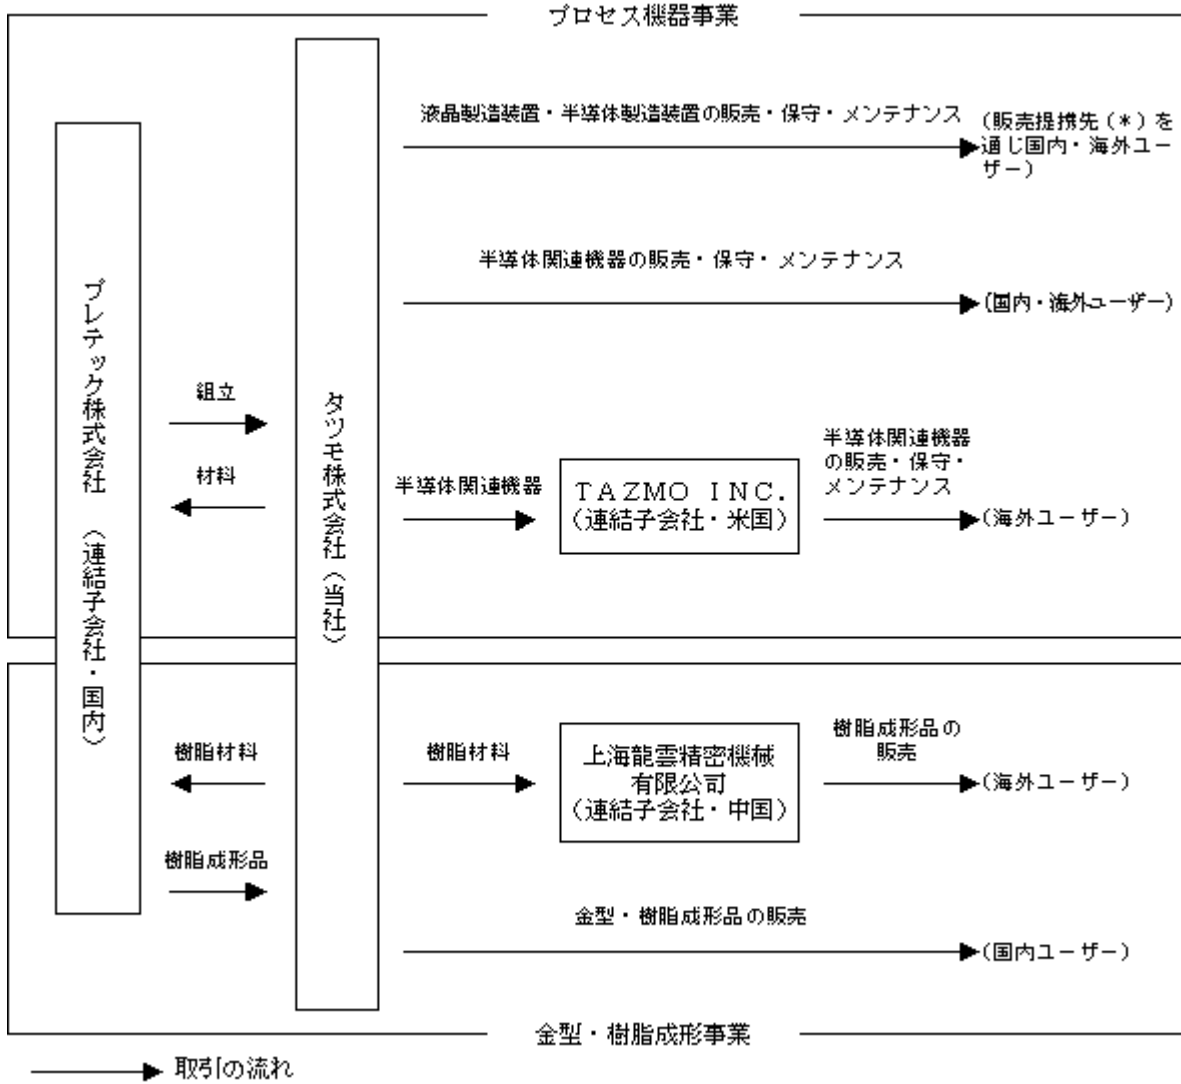 プロセス機器事業
液晶製造装置・半導体製造装置の販売・保守・メンテナンス
(販売提携先(*)を
通じ国内・海外ユー
ザー)
半導体関連機器の販売・保守・メンテナンス
(国内・海外ユーザー)
プレテック株式会社 (連結子会社・国内)
組立
材料
タツモ株式会社(当社)
半導体関連機器
TAZMO INC.
(連結子会社・米国)
半導体関連機器
の販売・保守・
メンテナンス
(海外ユーザー)
樹脂材料
樹脂成形品
樹脂材料
上海龍雲精密機械
有限公司
(連結子会社・中国)
樹脂成形品の
販売
(海外ユーザー)
金型・樹脂成形品の販売
(国内ユーザー)
金型・樹脂成形事業
取引の流れ